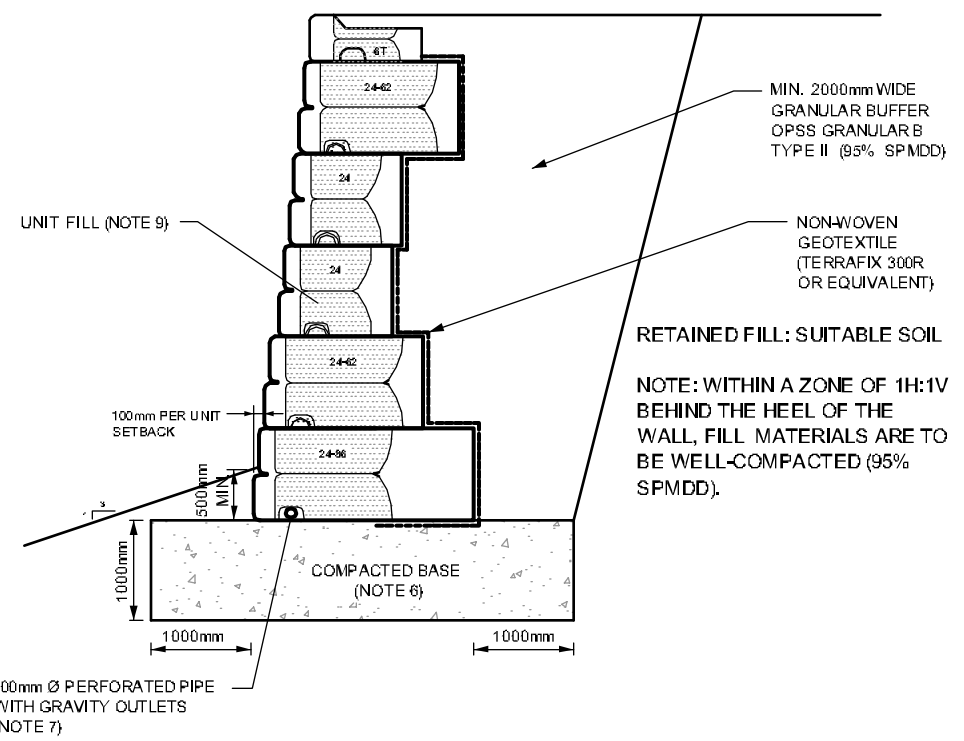 6T
24-62
MIN. 2000mm WIDE
GRANULAR BUFFER
OPSS GRANULAR B
TYPE II (95% SPMDD)
24
UNIT FILL (NOTE 9)
NON-WOVEN
GEOTEXTILE
(TERRAFIX 300R
OR EQUIVALENT)
24
RETAINED FILL: SUITABLE SOIL
24-62
NOTE: WITHIN A ZONE OF 1H:1V
BEHIND THE HEEL OF THE
WALL, FILL MATERIALS ARE TO
BE WELL-COMPACTED (95%
SPMDD).
100mm PER UNIT
SETBACK
24-86
500mm
MIN
3
1000mm
COMPACTED BASE
(NOTE 6)
1000mm
1000mm
00mm Ø PERFORATED PIPE
WITH GRAVITY OUTLETS
(NOTE 7)